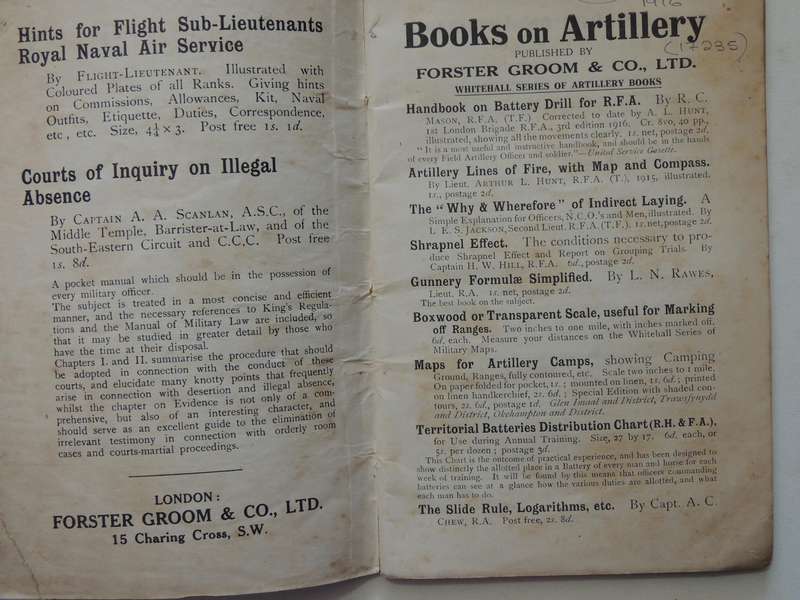 Hints for Flight Sub-Lieutenants
Royal Naval Air Service
By Flight-Lieutenant. Illustrated with
Coloured Plates of all Ranks. Giving hints
on Commissions, Allowances, Kit, Naval
Outfits, Etiquette, Duties, Correspondence,
etc., etc. Size, 4¼ × 3. Post free 1s. 1d.
Courts of Inquiry on Illegal
Absence
By Captain A. A. Scanlan, A.S.C., of the
Middle Temple, Barrister-at-Law, and of the
South-Eastern Circuit and C.C.C. Post free
1s. 8d.
A pocket manual which should be in the possession of
every military officer.
The subject is treated in a most concise and efficient
manner, and the necessary references to King's Regula-
tions and the Manual of Military Law are included, so
that it may be studied in greater detail by those who
have the time at their disposal.
Chapters I. and II. summarise the procedure that should
be adopted in connection with the conduct of these
courts, and elucidate many knotty points that frequently
arise in connection with desertion and illegal absence,
whilst the chapter on Evidence is not only of a com-
prehensive, but also of an interesting character, and
should serve as an excellent guide to the elimination of
irrelevant testimony in connection with orderly room
cases and courts-martial proceedings.
LONDON:
FORSTER GROOM & CO., LTD.
15 Charing Cross, S.W.
1916
(17235)
Books on Artillery
PUBLISHED BY
FORSTER GROOM & CO., LTD.
WHITEHALL SERIES OF ARTILLERY BOOKS
Handbook on Battery Drill for R.F.A. By R. C.
Mason, R.F.A. (T.F.) Corrected to date by A. L. Hunt,
1st London Brigade R.F.A., 3rd edition 1916. Cr. 8vo, 40 pp.,
illustrated, showing all the movements clearly. 1s. net, postage 2d.
"It is a most useful and instructive handbook, and should be in the hands
of every Field Artillery Officer and soldier."—United Service Gazette.
Artillery Lines of Fire, with Map and Compass.
By Lieut. Arthur L. Hunt, R.F.A. (T.), 1915, illustrated.
1s., postage 2d.
The "Why & Wherefore" of Indirect Laying. A
Simple Explanation for Officers, N.C.O.'s and Men, illustrated. By
L. E. S. Jackson, Second Lieut. R.F.A. (T.F.). 1s. net, postage 2d.
Shrapnel Effect. The conditions necessary to pro-
duce Shrapnel Effect and Report on Grouping Trials. By
Captain H. W. Hill, R.F.A. 6d., postage 2d.
Gunnery Formulæ Simplified. By L. N. Rawes,
Lieut. R.A. 1s. net, postage 2d.
The best book on the subject.
Boxwood or Transparent Scale, useful for Marking
off Ranges. Two inches to one mile, with inches marked off.
6d. each. Measure your distances on the Whitehall Series of
Military Maps.
Maps for Artillery Camps, showing Camping
Ground, Ranges, fully contoured, etc. Scale two inches to 1 mile.
On paper folded for pocket, 1s.; mounted on linen, 1s. 6d.; printed
on linen handkerchief, 2s. 6d.; Special Edition with shaded con-
tours, 2s. 6d., postage 1d. Glen Imaal and District, Trawsfynydd
and District, Okehampton and District.
Territorial Batteries Distribution Chart (R.H. & F.A.),
for Use during Annual Training. Size, 27 by 17. 6d. each, or
5s. per dozen; postage 3d.
This Chart is the outcome of practical experience, and has been designed to
show distinctly the allotted place in a Battery of every man and horse for each
week of training. It will be found by this means that officers commanding
batteries can see at a glance how the various duties are allotted, and what
each man has to do.
The Slide Rule, Logarithms, etc. By Capt. A. C.
Chew, R.A. Post free, 2s. 8d.